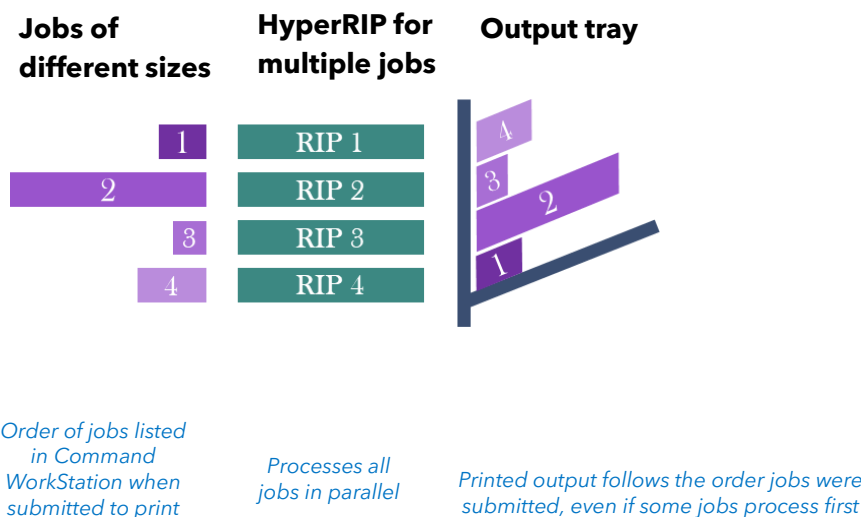 Jobs of
different sizes
HyperRIP for
multiple jobs
Output tray
1
2
3
4
RIP 1
RIP 2
RIP 3
RIP 4
4
3
2
1
Order of jobs listed
in Command
WorkStation when
submitted to print
Processes all
jobs in parallel
Printed output follows the order jobs were
submitted, even if some jobs process first